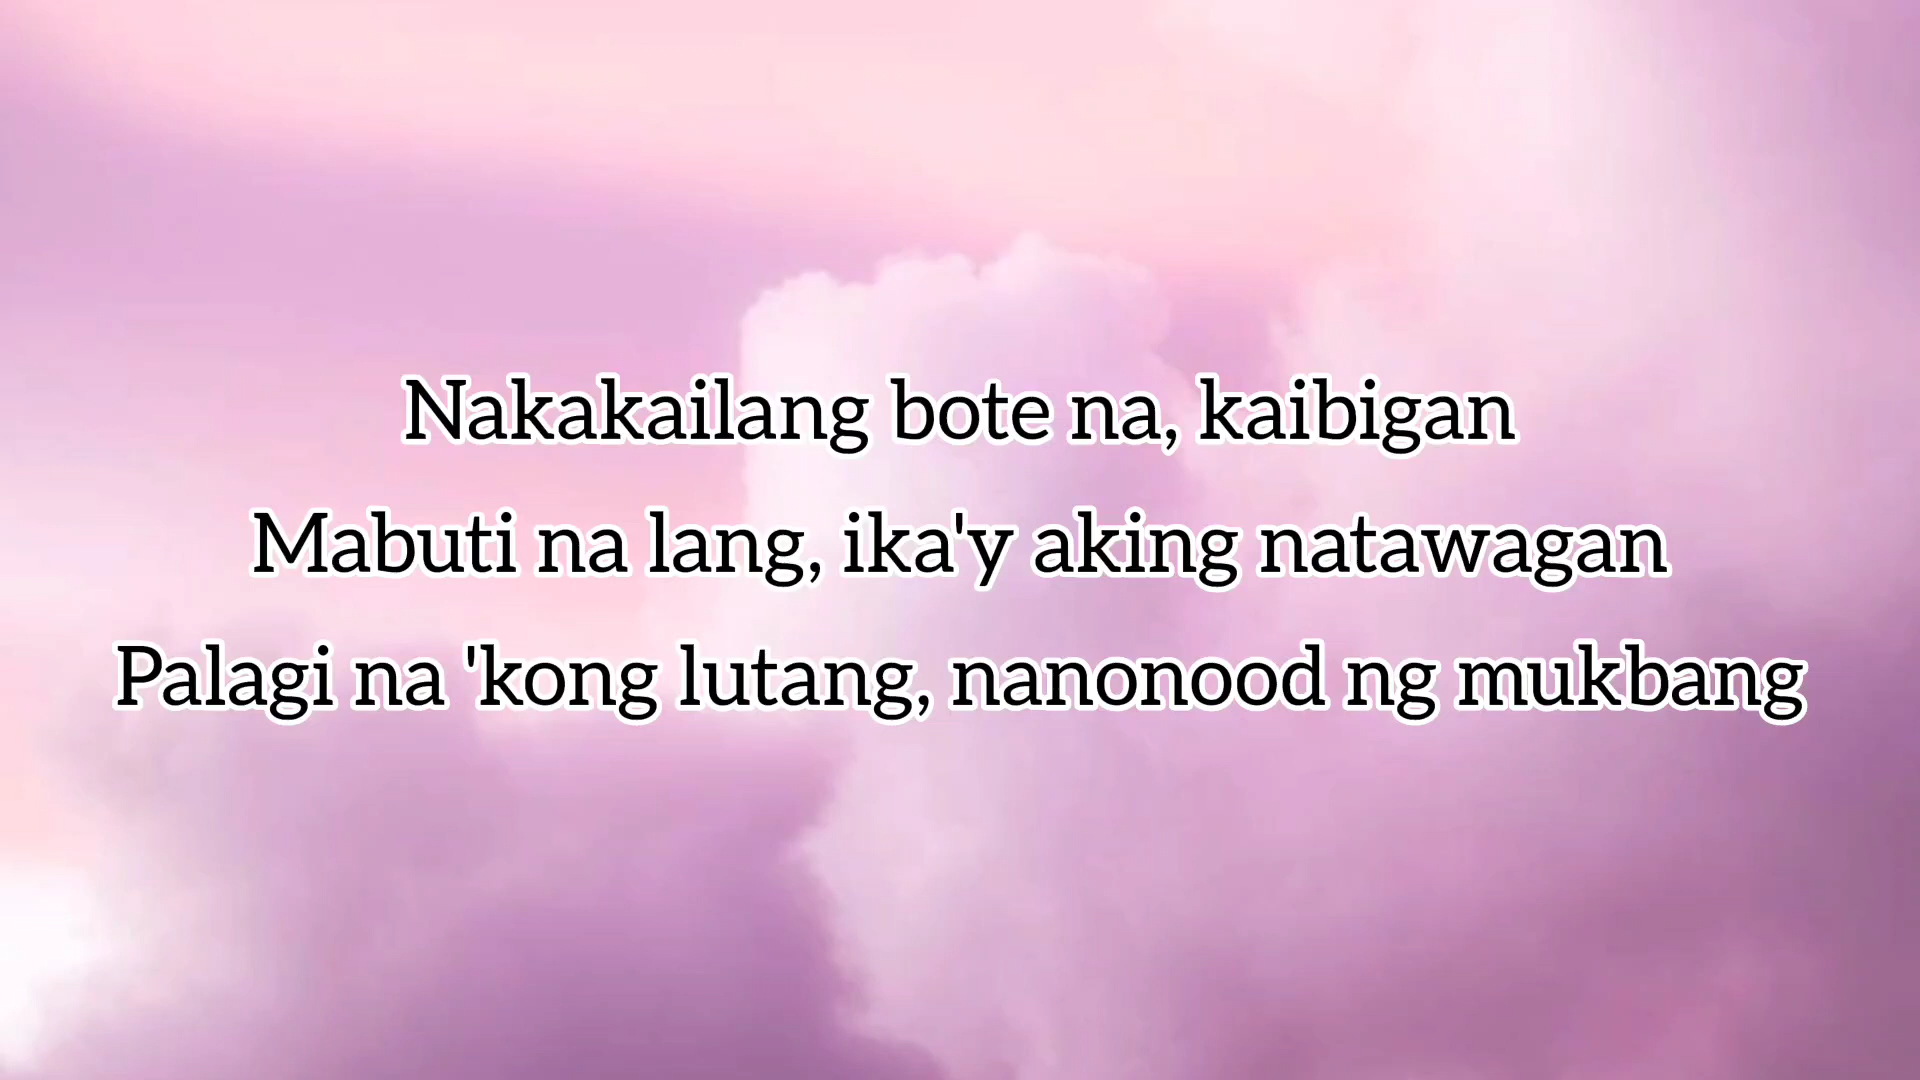 Nakakailang bote na, kaibigan
Mabuti na lang, ika'y aking natawagan
Palagi na 'kong lutang, nanonood ng mukbang